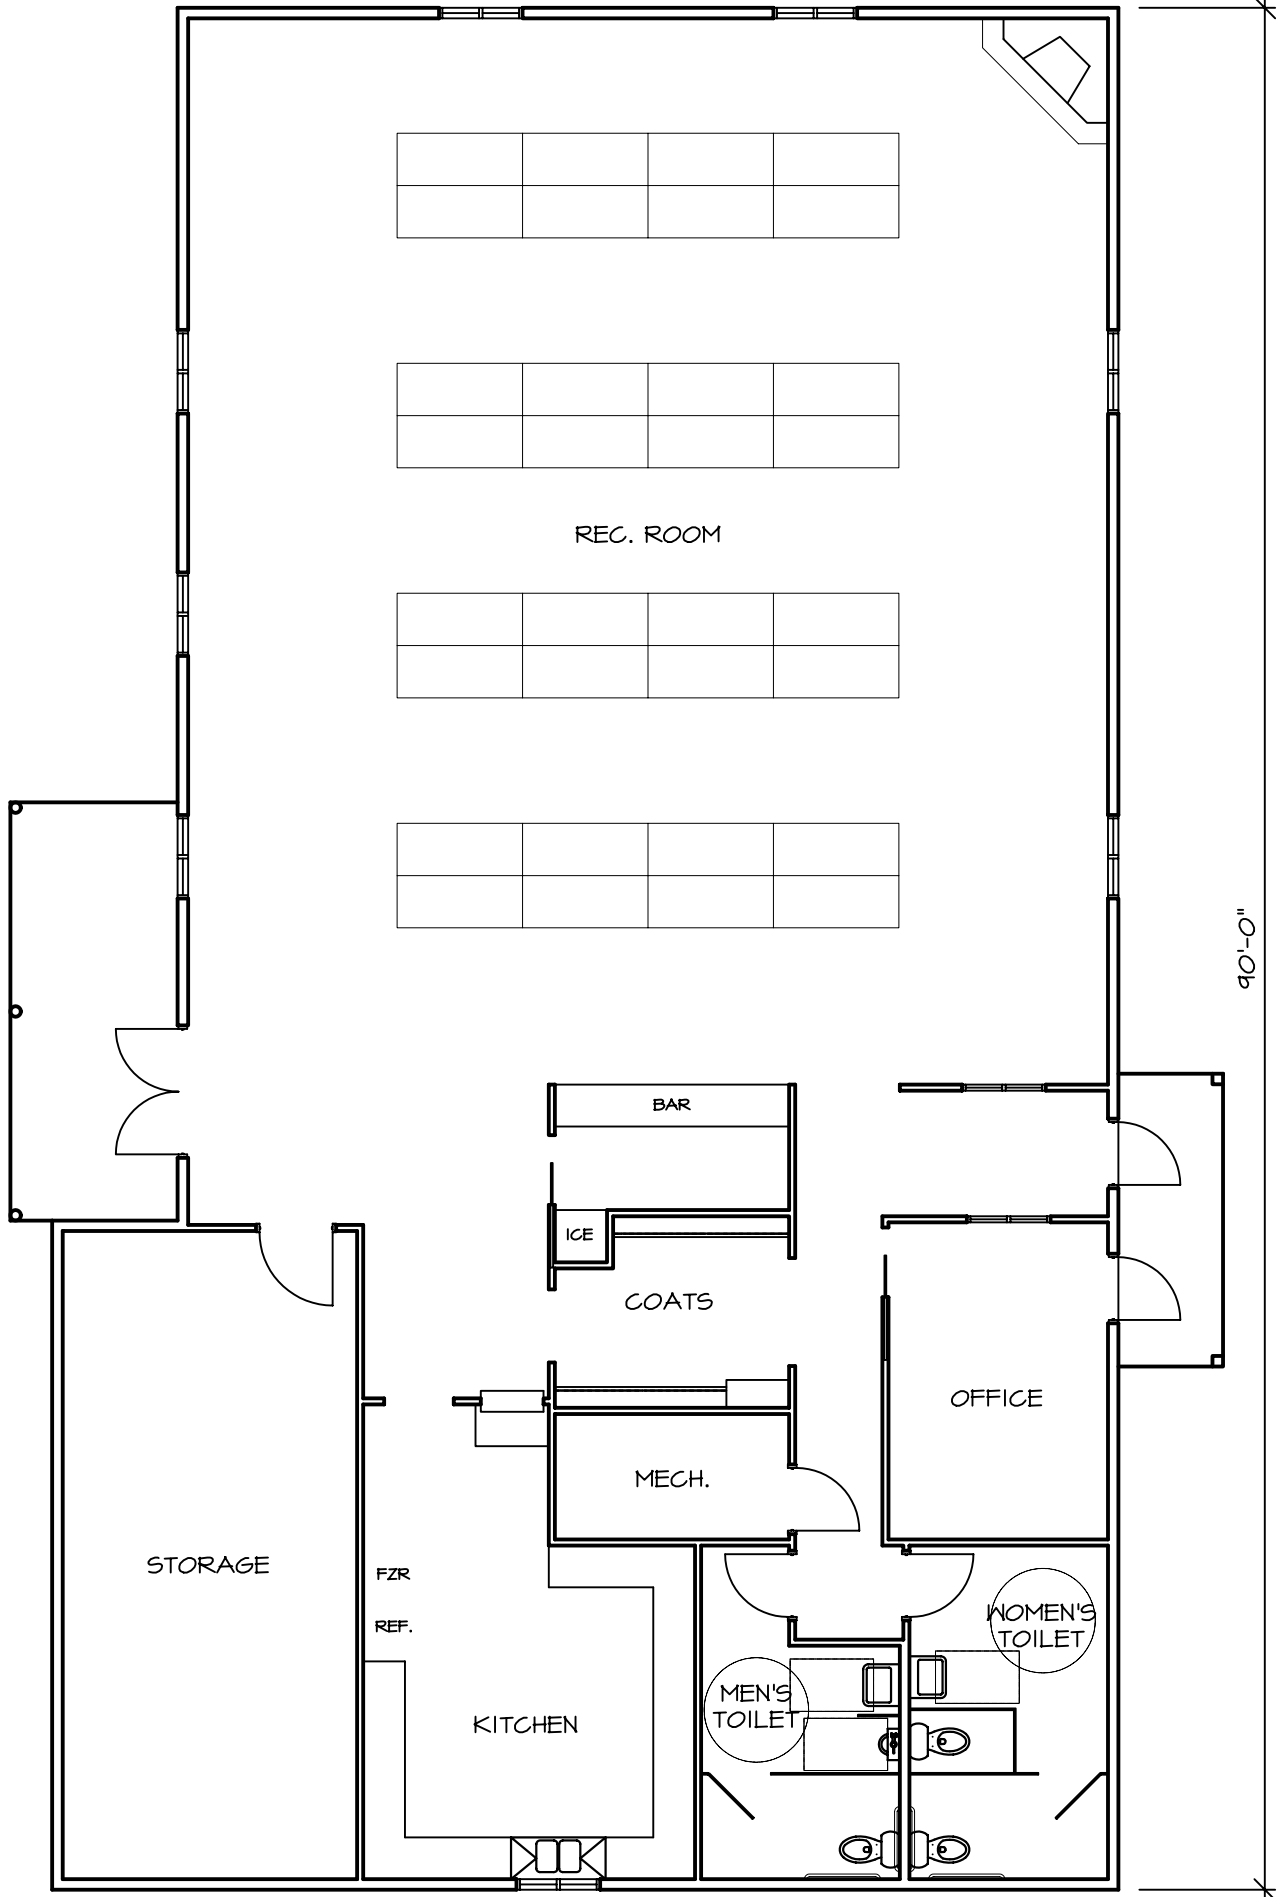 REC. ROOM
90'-0"
BAR
ICE
COATS
OFFICE
MECH.
STORAGE
FZR
REF.
WOMEN'S
TOILET
MEN'S
TOILET
KITCHEN